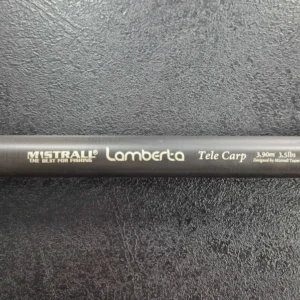 MISTRALL®
THE BEST FOR FISHING
Lamberta
Tele Carp
3.90m 3.5lbs
Designed by Mistrall Team